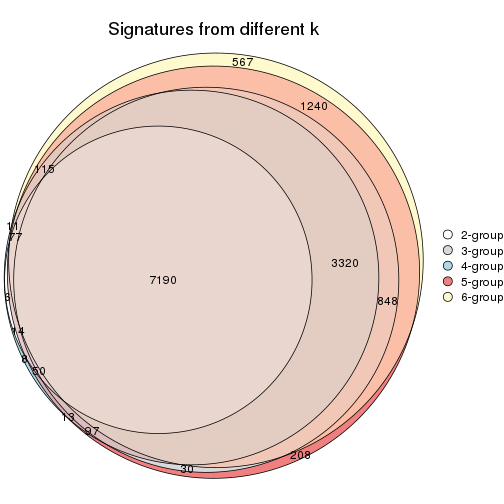 Signatures from different k
567
1240
115
11
77
7190
3320
848
3
14
8
50
13
97
30
208
2-group
3-group
4-group
5-group
6-group